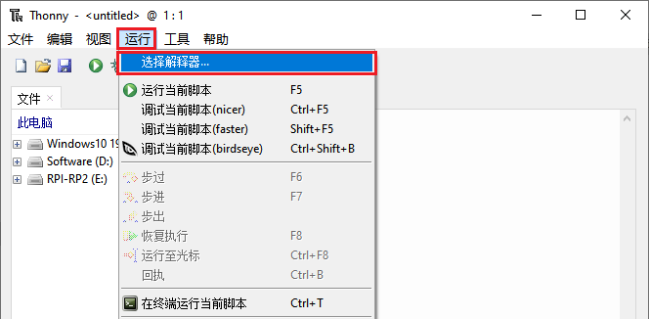 Thonny - <untitled> @ 1 : 1
文件 编辑 视图 运行 工具 帮助
选择解释器...
运行当前脚本 F5
文件 ×
调试当前脚本(nicer) Ctrl+F5
此电脑
调试当前脚本(faster) Shift+F5
Windows10 19
调试当前脚本(birdseye) Ctrl+Shift+B
Software (D:)
步过 F6
RPI-RP2 (E:)
步进 F7
步出
恢复执行 F8
运行至光标 Ctrl+F8
回执 Ctrl+B
在终端运行当前脚本 Ctrl+T